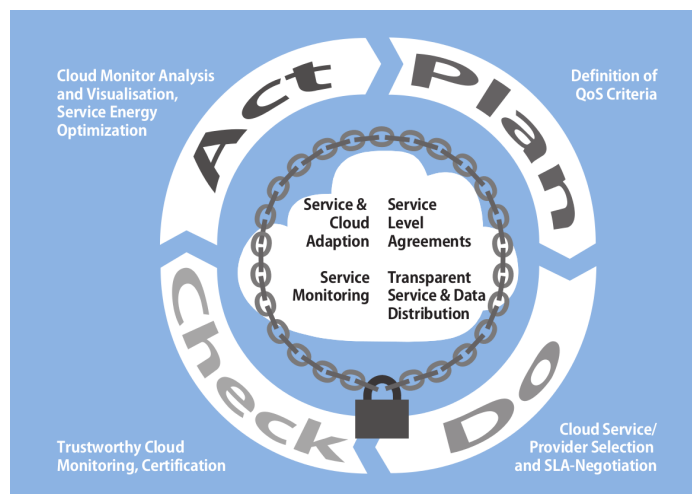 Cloud Monitor Analysis
and Visualisation,
Service Energy
Optimization
Act
Plan
Definition of
QoS Criteria
Service &
Cloud
Adaption
Service
Level
Agreements
Service
Monitoring
Transparent
Service & Data
Distribution
Check
Do
Trustworthy Cloud
Monitoring, Certification
Cloud Service/
Provider Selection
and SLA-Negotiation